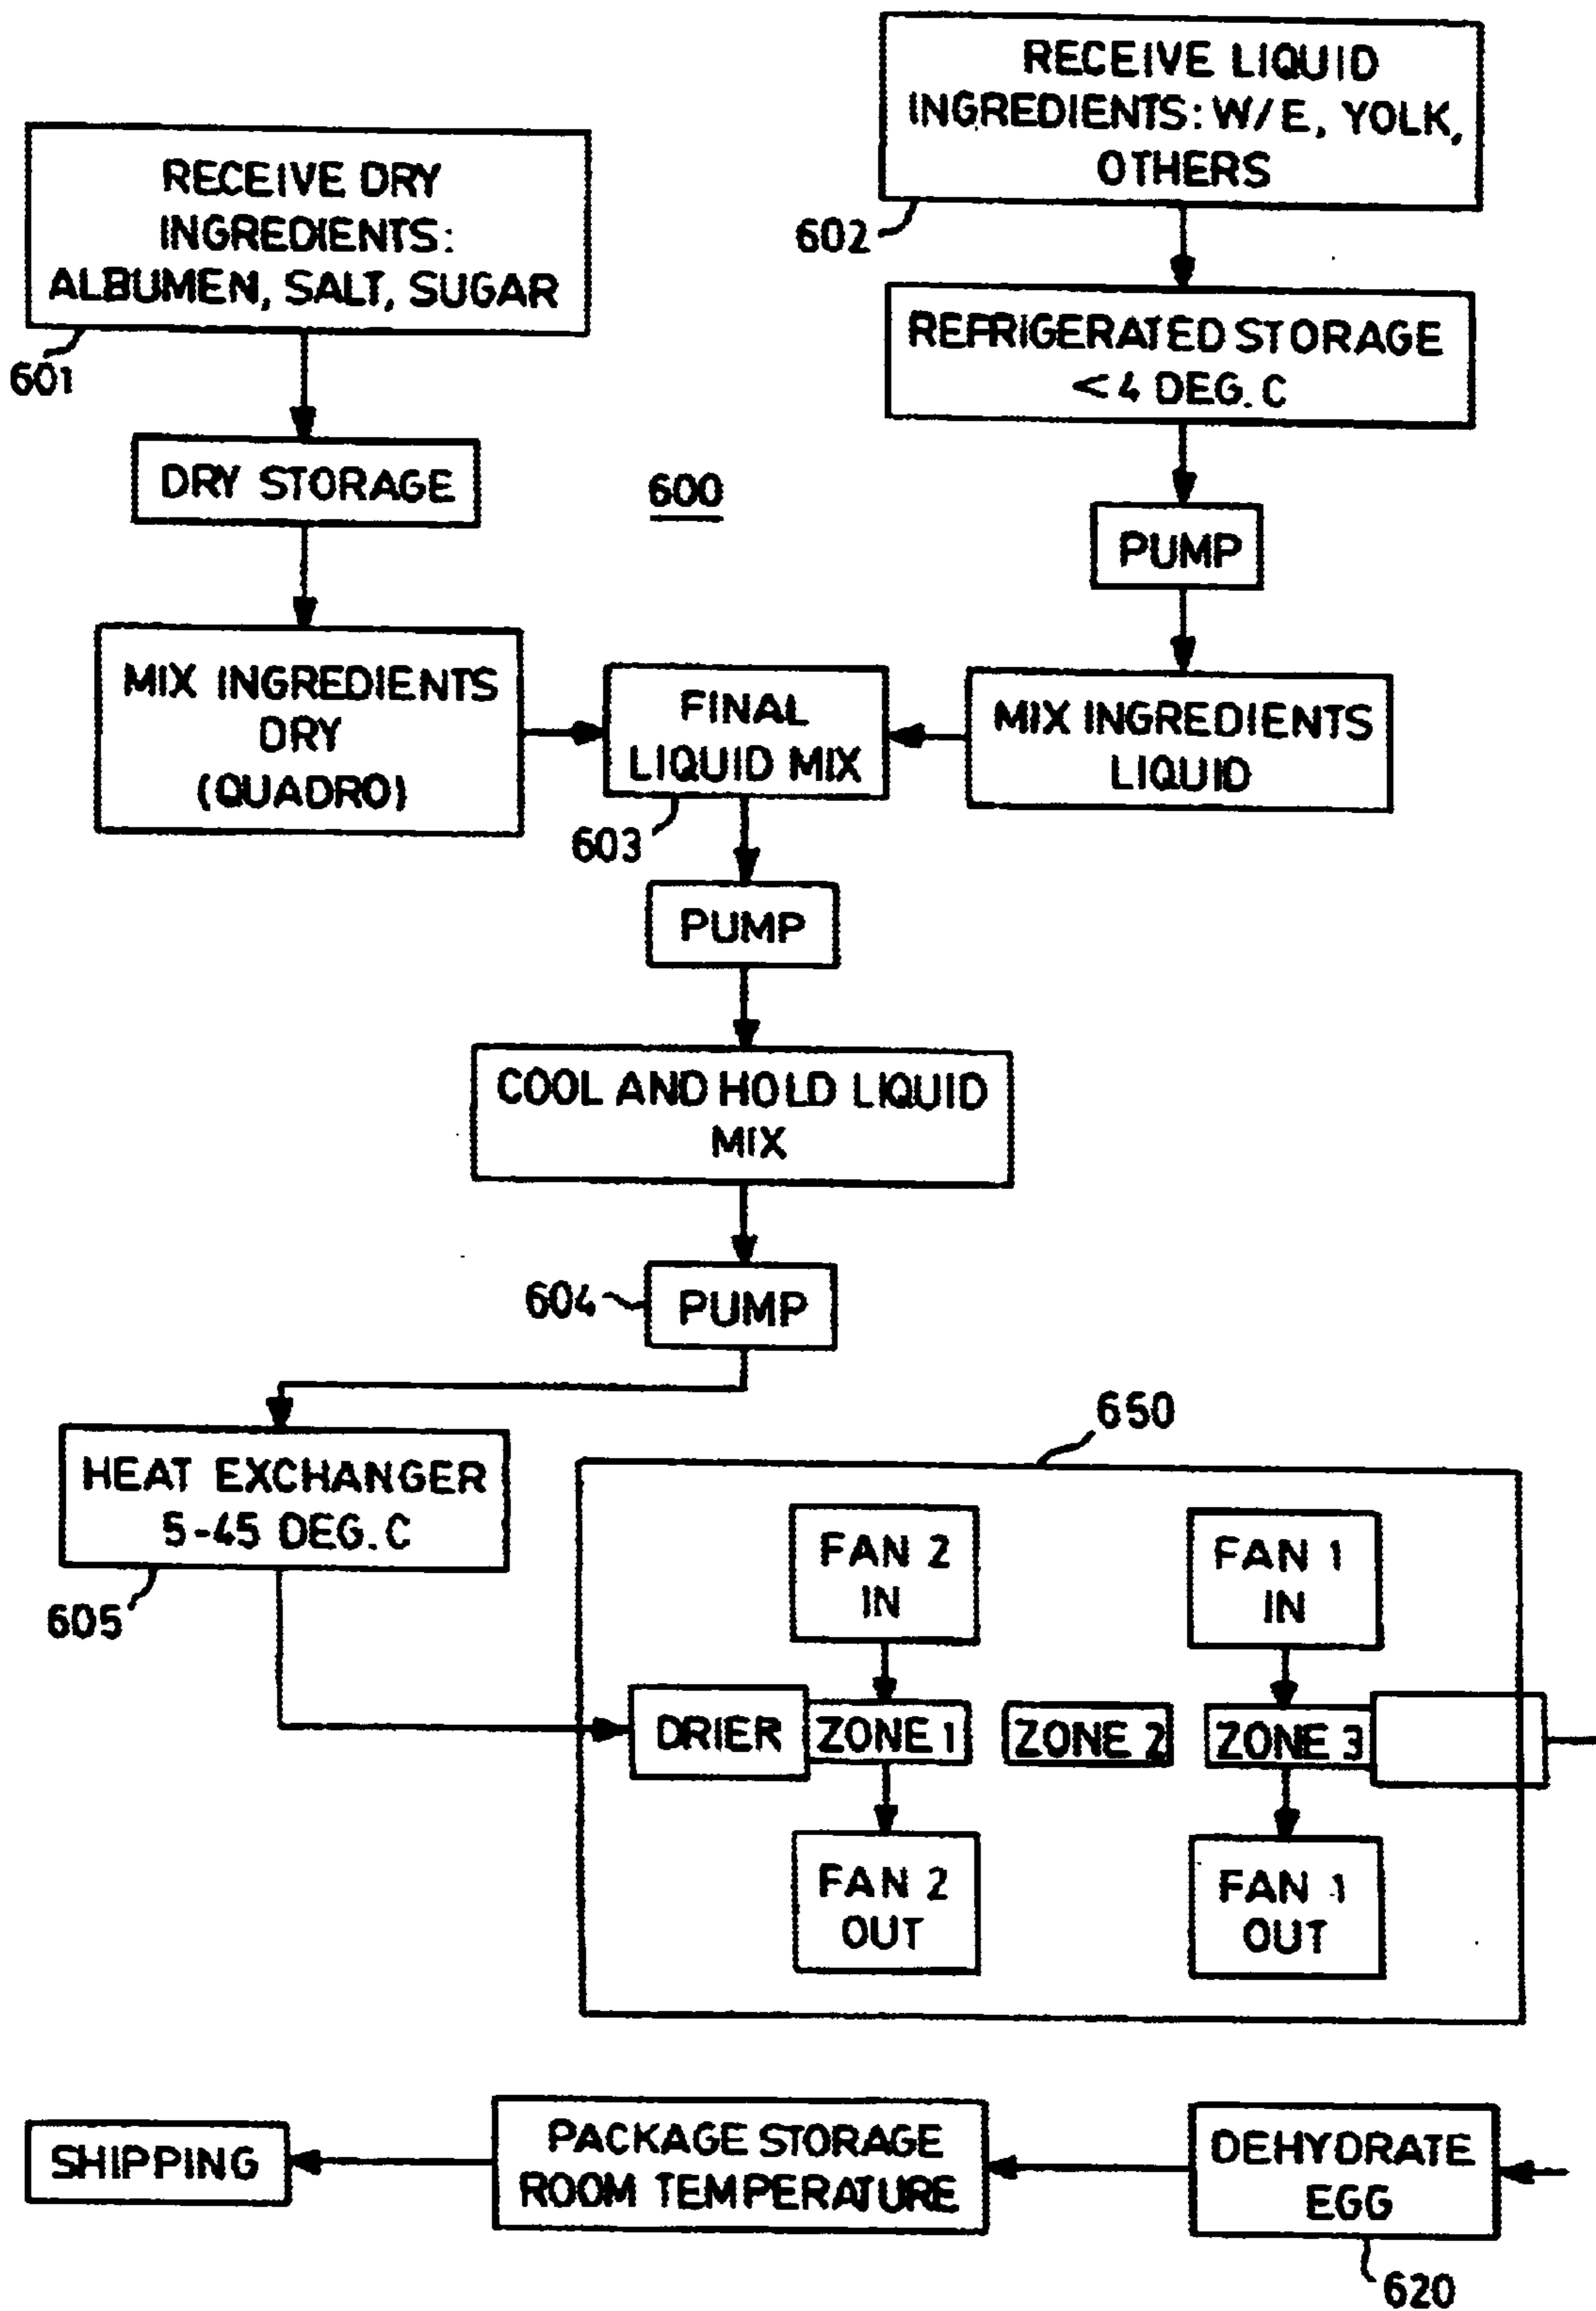 RECEIVE LIQUID
INGREDIENTS: W/E, YOLK,
OTHERS
602
RECEIVE DRY
INGREDIENTS:
ALBUMEN, SALT, SUGAR
601
REFRIGERATED STORAGE
<4 DEG. C
DRY STORAGE
600
PUMP
MIX INGREDIENTS
DRY
(QUADRO)
FINAL
LIQUID MIX
603
MIX INGREDIENTS
LIQUID
PUMP
COOL AND HOLD LIQUID
MIX
604
PUMP
HEAT EXCHANGER
5-45 DEG. C
605
650
FAN 2
IN
FAN 1
IN
DRIER
ZONE 1
ZONE 2
ZONE 3
FAN 2
OUT
FAN 1
OUT
SHIPPING
PACKAGE STORAGE
ROOM TEMPERATURE
DEHYDRATE
EGG
620